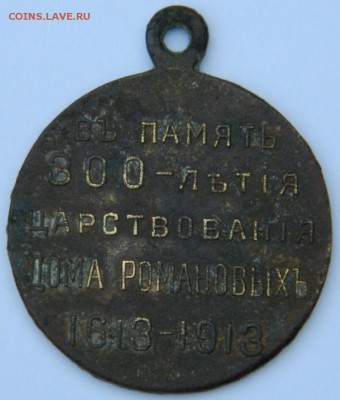 COINS.LAVE.RU
ВЪ ПАМЯТЬ
300-ЛѢТІЯ
ЦАРСТВОВАНІЯ
ДОМА РОМАНОВЫХЪ
1613-1913